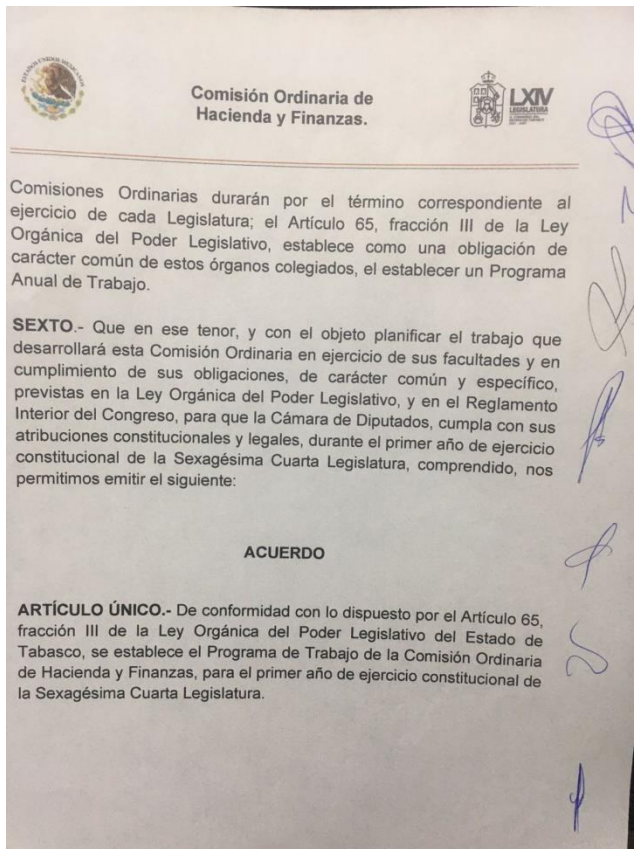 ESTADOS UNIDOS MEXICANOS
Comisión Ordinaria de
Hacienda y Finanzas.
LXIV
LEGISLATURA
Comisiones Ordinarias durarán por el término correspondiente al
ejercicio de cada Legislatura; el Artículo 65, fracción III de la Ley
Orgánica del Poder Legislativo, establece como una obligación de
carácter común de estos órganos colegiados, el establecer un Programa
Anual de Trabajo.
SEXTO.- Que en ese tenor, y con el objeto planificar el trabajo que
desarrollará esta Comisión Ordinaria en ejercicio de sus facultades y en
cumplimiento de sus obligaciones, de carácter común y específico,
previstas en la Ley Orgánica del Poder Legislativo, y en el Reglamento
Interior del Congreso, para que la Cámara de Diputados, cumpla con sus
atribuciones constitucionales y legales, durante el primer año de ejercicio
constitucional de la Sexagésima Cuarta Legislatura, comprendido, nos
permitimos emitir el siguiente:
ACUERDO
ARTÍCULO ÚNICO.- De conformidad con lo dispuesto por el Artículo 65,
fracción III de la Ley Orgánica del Poder Legislativo del Estado de
Tabasco, se establece el Programa de Trabajo de la Comisión Ordinaria
de Hacienda y Finanzas, para el primer año de ejercicio constitucional de
la Sexagésima Cuarta Legislatura.